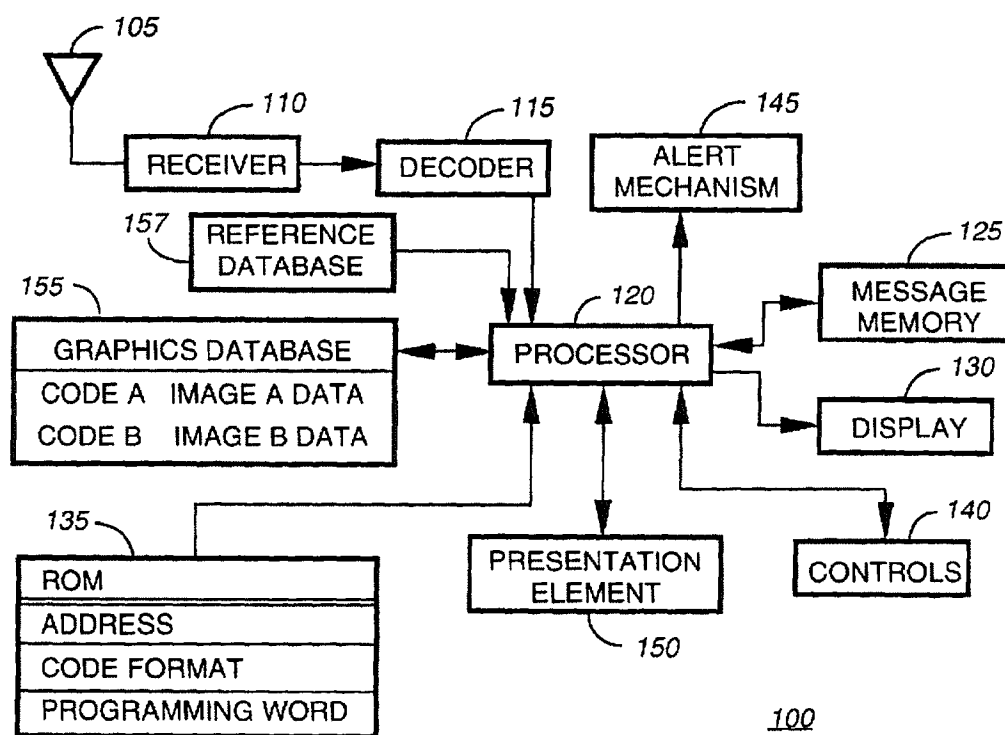 105
110
115
145
RECEIVER
DECODER
ALERT
MECHANISM
157
REFERENCE
DATABASE
125
MESSAGE
MEMORY
155
120
GRAPHICS DATABASE
PROCESSOR
CODE A IMAGE A DATA
CODE B IMAGE B DATA
130
DISPLAY
135
140
ROM
PRESENTATION
ELEMENT
CONTROLS
ADDRESS
150
CODE FORMAT
PROGRAMMING WORD
100